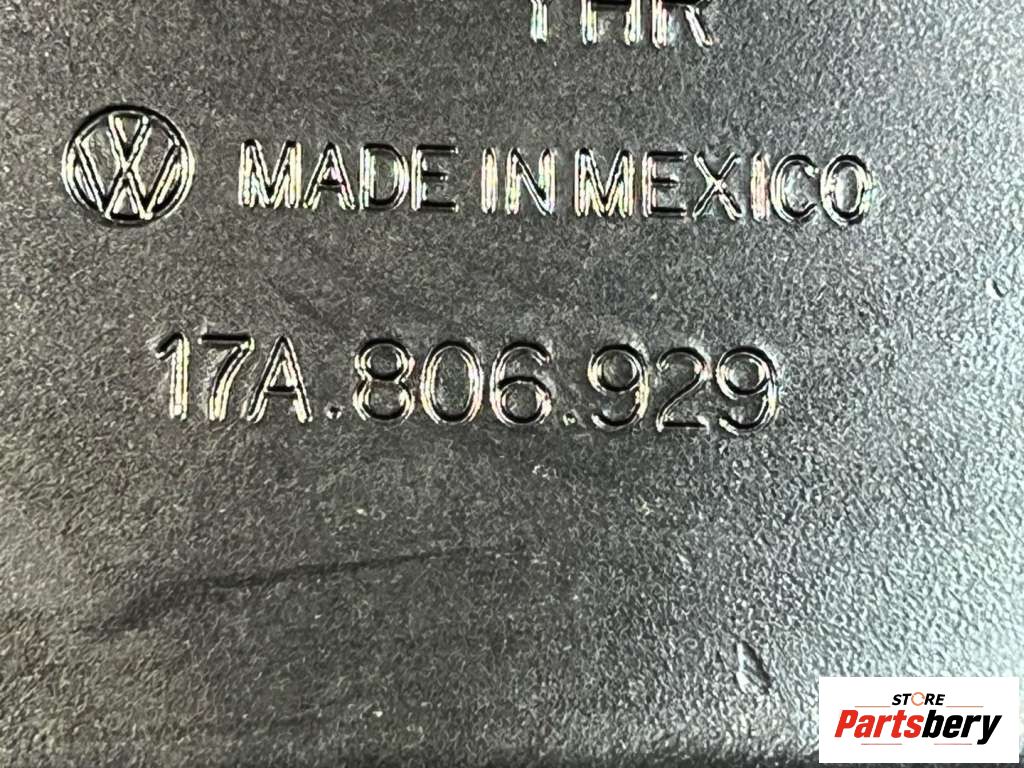 MADE IN MEXICO
17A.806.929
STORE
Partsbery